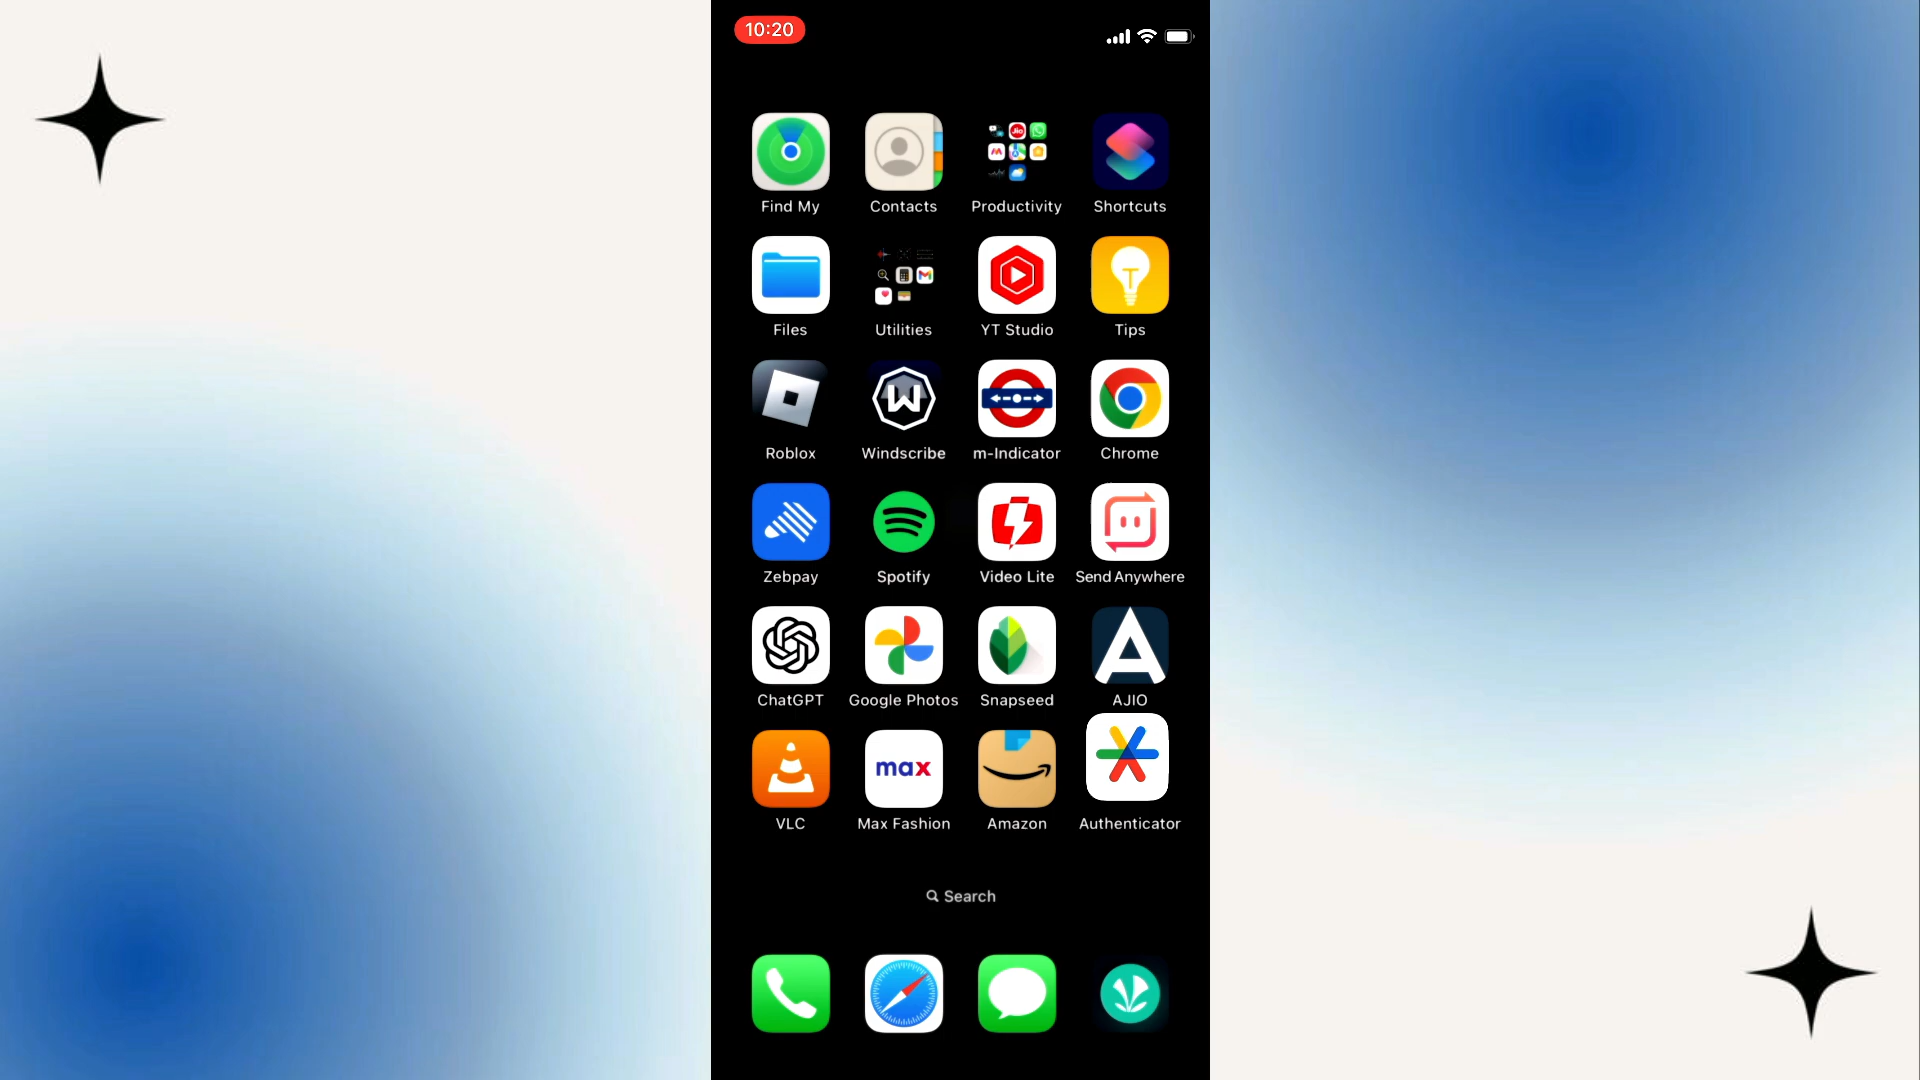 10:20
Find My
Contacts
Productivity
Shortcuts
Files
Utilities
YT Studio
Tips
Roblox
Windscribe
m-Indicator
Chrome
Zebpay
Spotify
Video Lite
Send Anywhere
ChatGPT
Google Photos
Snapseed
AJIO
VLC
max
Max Fashion
Amazon
Authenticator
Search